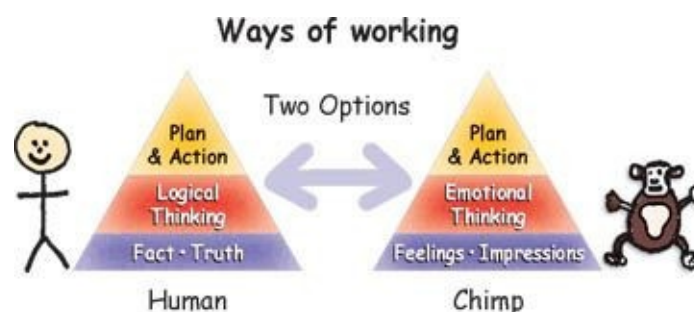 Ways of working
Two Options
Plan
& Action
Logical
Thinking
Fact · Truth
Human
Plan
& Action
Emotional
Thinking
Feelings · Impressions
Chimp